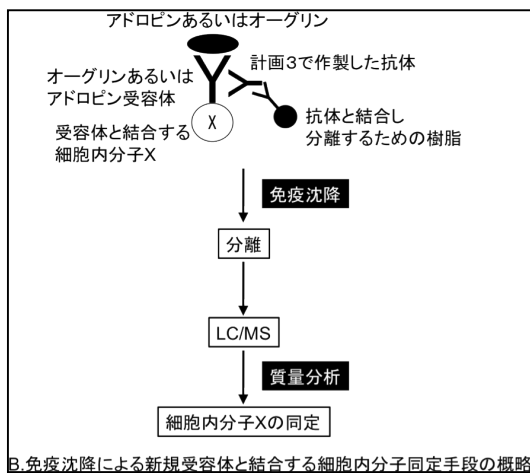 アドロピンあるいはオーグリン
計画３で作製した抗体
オーグリンあるいは
アドロピン受容体
抗体と結合し
分離するための樹脂
受容体と結合する
細胞内分子X
X
免疫沈降
分離
LC/MS
質量分析
細胞内分子Xの同定
B.免疫沈降による新規受容体と結合する細胞内分子同定手段の概略